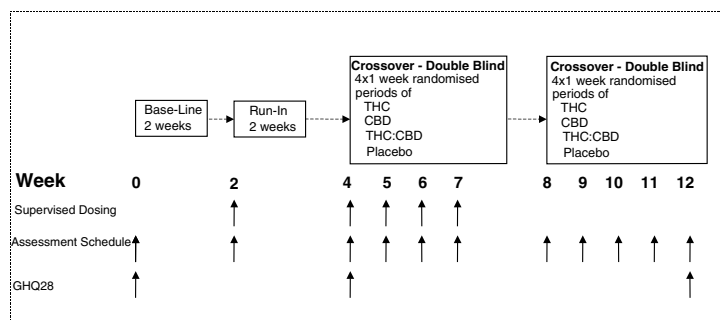 Base-Line
2 weeks
Run-In
2 weeks
Crossover - Double Blind
4x1 week randomised
periods of
THC
CBD
THC:CBD
Placebo
Crossover - Double Blind
4x1 week randomised
periods of
THC
CBD
THC:CBD
Placebo
Week 0 2 4 5 6 7 8 9 10 11 12
Supervised Dosing
Assessment Schedule
GHQ28